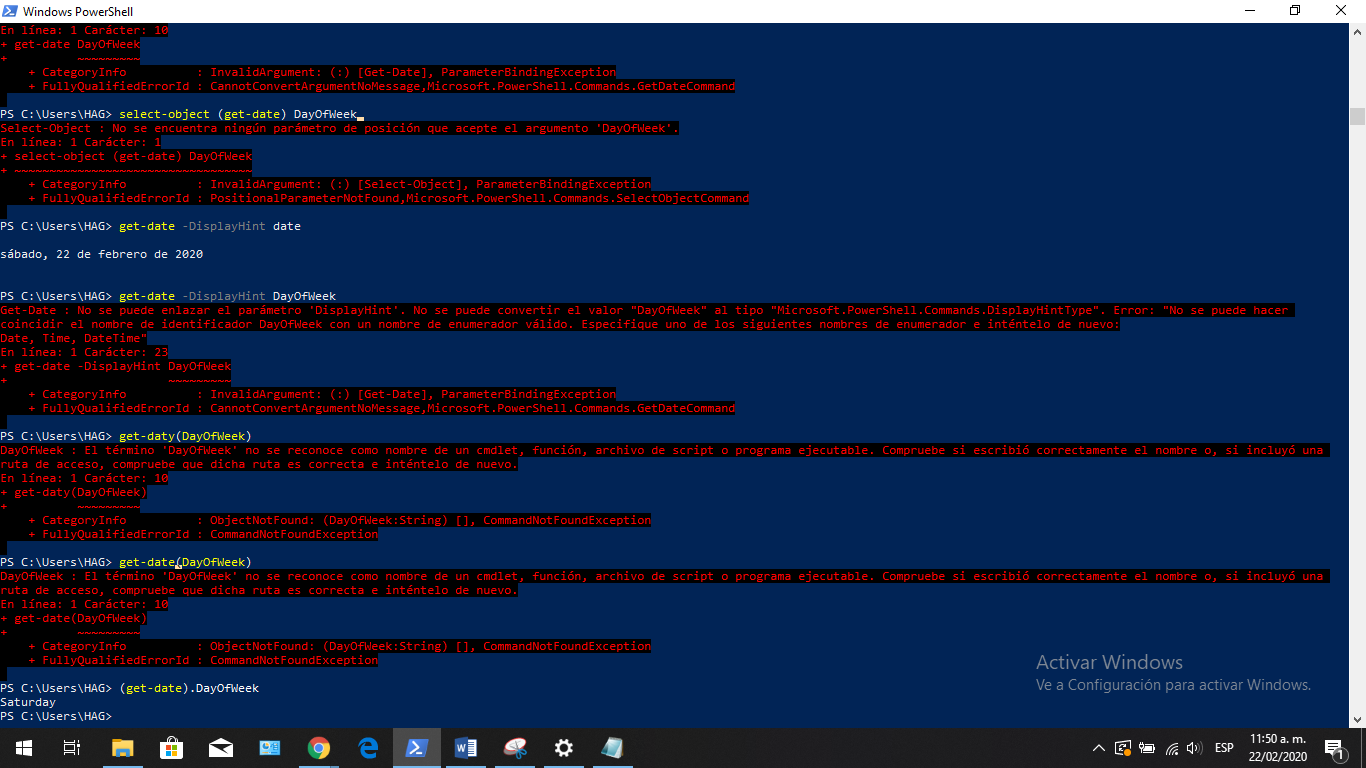 Windows PowerShell
En línea: 1 Carácter: 10
+ get-date DayOfWeek
+          ~~~~~~~~~
    + CategoryInfo          : InvalidArgument: (:) [Get-Date], ParameterBindingException
    + FullyQualifiedErrorId : CannotConvertArgumentNoMessage,Microsoft.PowerShell.Commands.GetDateCommand
PS C:\Users\HAG> select-object (get-date) DayOfWeek
Select-Object : No se encuentra ningún parámetro de posición que acepte el argumento 'DayOfWeek'.
En línea: 1 Carácter: 1
+ select-object (get-date) DayOfWeek
+ ~~~~~~~~~~~~~~~~~~~~~~~~~~~~~~~~~~
    + CategoryInfo          : InvalidArgument: (:) [Select-Object], ParameterBindingException
    + FullyQualifiedErrorId : PositionalParameterNotFound,Microsoft.PowerShell.Commands.SelectObjectCommand
PS C:\Users\HAG> get-date -DisplayHint date
sábado, 22 de febrero de 2020
PS C:\Users\HAG> get-date -DisplayHint DayOfWeek
Get-Date : No se puede enlazar el parámetro 'DisplayHint'. No se puede convertir el valor "DayOfWeek" al tipo "Microsoft.PowerShell.Commands.DisplayHintType". Error: "No se puede hacer
coincidir el nombre de identificador DayOfWeek con un nombre de enumerador válido. Especifique uno de los siguientes nombres de enumerador e inténtelo de nuevo:
Date, Time, DateTime"
En línea: 1 Carácter: 23
+ get-date -DisplayHint DayOfWeek
+                       ~~~~~~~~~
    + CategoryInfo          : InvalidArgument: (:) [Get-Date], ParameterBindingException
    + FullyQualifiedErrorId : CannotConvertArgumentNoMessage,Microsoft.PowerShell.Commands.GetDateCommand
PS C:\Users\HAG> get-daty(DayOfWeek)
DayOfWeek : El término 'DayOfWeek' no se reconoce como nombre de un cmdlet, función, archivo de script o programa ejecutable. Compruebe si escribió correctamente el nombre o, si incluyó una
ruta de acceso, compruebe que dicha ruta es correcta e inténtelo de nuevo.
En línea: 1 Carácter: 10
+ get-daty(DayOfWeek)
+          ~~~~~~~~~
    + CategoryInfo          : ObjectNotFound: (DayOfWeek:String) [], CommandNotFoundException
    + FullyQualifiedErrorId : CommandNotFoundException
PS C:\Users\HAG> get-date(DayOfWeek)
DayOfWeek : El término 'DayOfWeek' no se reconoce como nombre de un cmdlet, función, archivo de script o programa ejecutable. Compruebe si escribió correctamente el nombre o, si incluyó una
ruta de acceso, compruebe que dicha ruta es correcta e inténtelo de nuevo.
En línea: 1 Carácter: 10
+ get-date(DayOfWeek)
+          ~~~~~~~~~
    + CategoryInfo          : ObjectNotFound: (DayOfWeek:String) [], CommandNotFoundException
    + FullyQualifiedErrorId : CommandNotFoundException
PS C:\Users\HAG> (get-date).DayOfWeek
Saturday
PS C:\Users\HAG>
Activar Windows
Ve a Configuración para activar Windows.
ESP
11:50 a. m.
22/02/2020
1